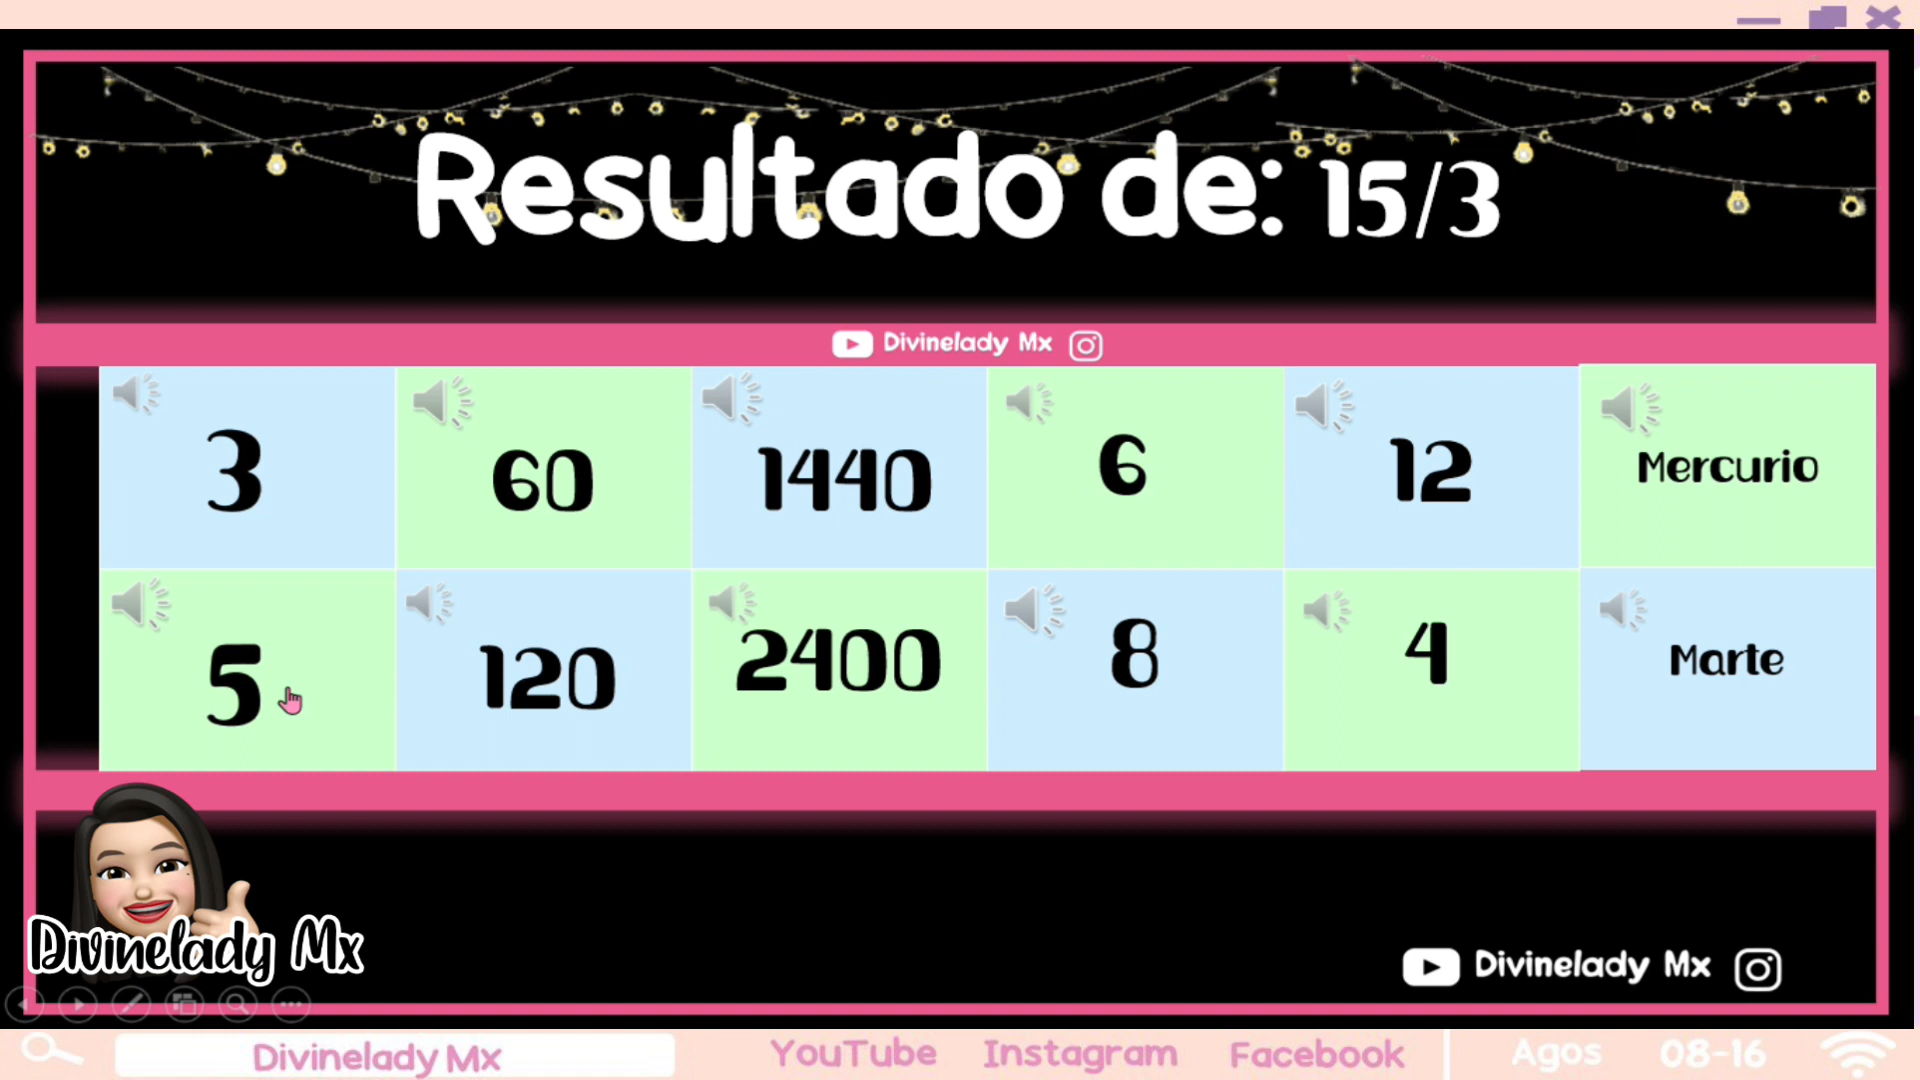 Resultado de: 15/3
Divinelady Mx
3 60 1440 6 12 Mercurio
5 120 2400 8 4 Marte
Divinelady Mx
Divinelady Mx
Divinelady Mx YouTube Instagram Facebook Agos 08-16